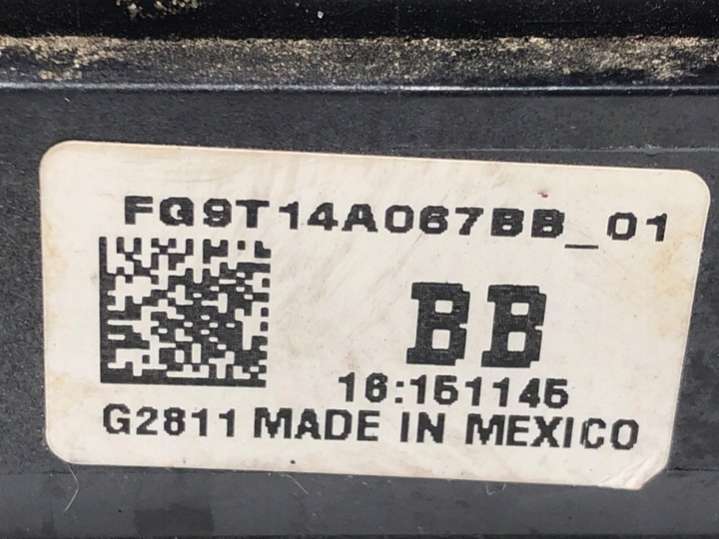 FG9T14A067BB_01
BB
16:151145
G2811 MADE IN MEXICO